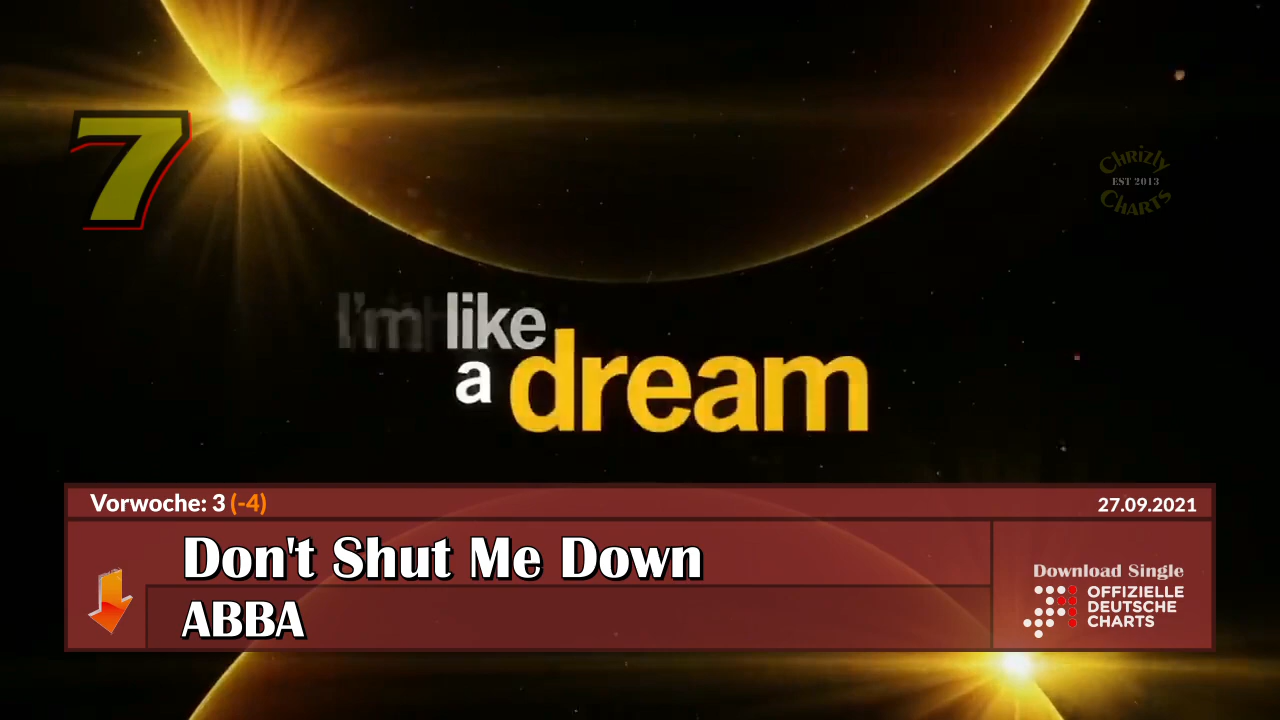 7
Chrizly
EST 2013
Charts
I'm like
a dream
Vorwoche: 3 (-4)
27.09.2021
Don't Shut Me Down
ABBA
Download Single
OFFIZIELLE
DEUTSCHE
CHARTS